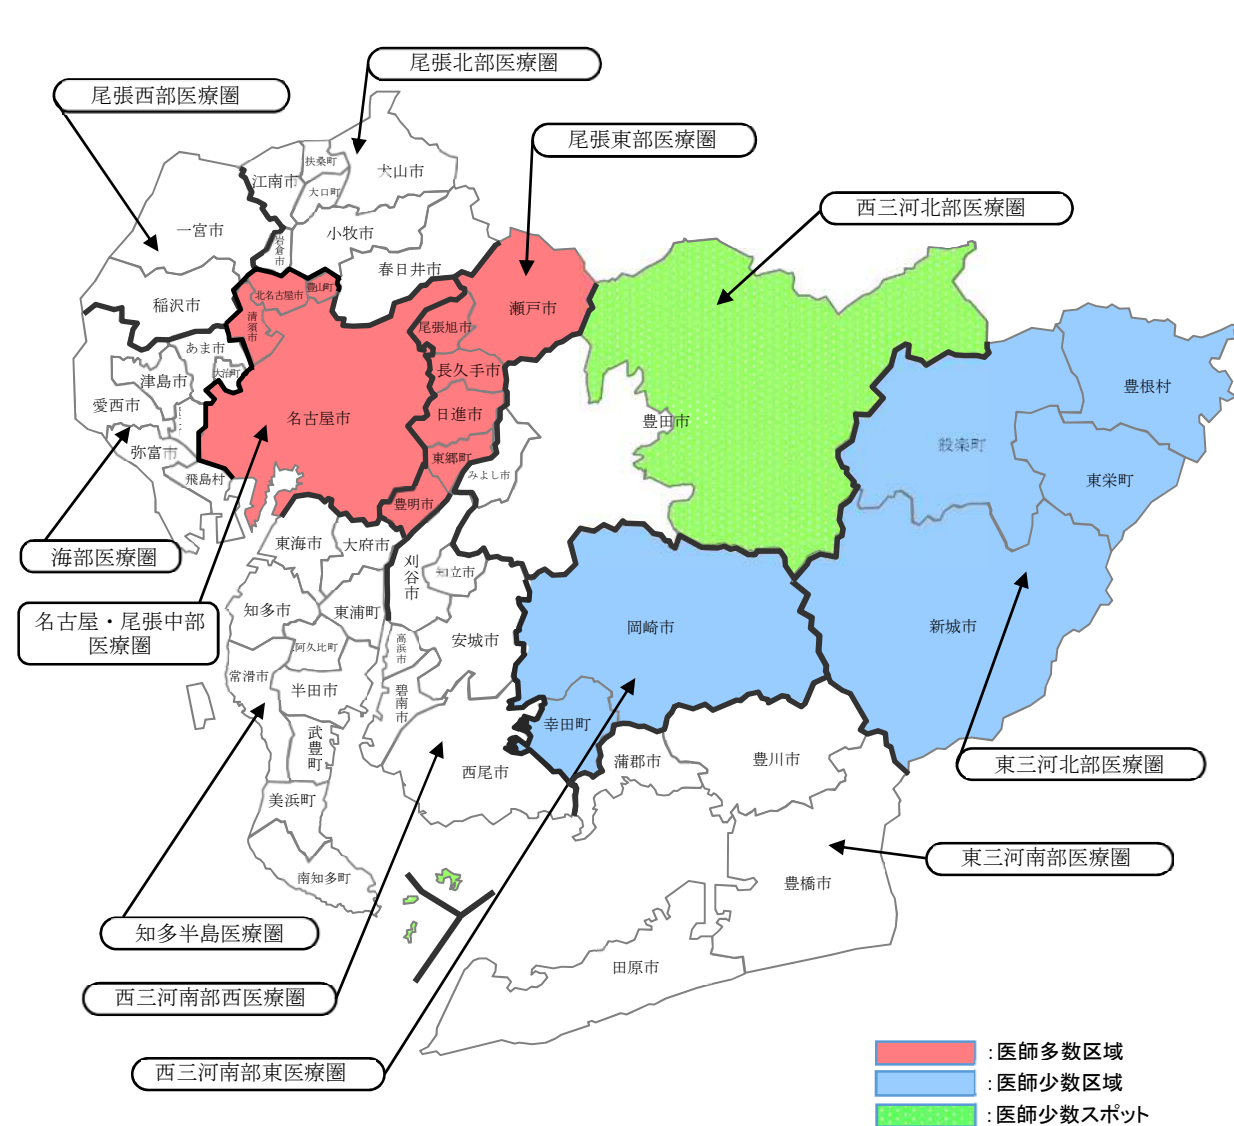 尾張北部医療圏
尾張西部医療圏
尾張東部医療圏
西三河北部医療圏
扶桑町
犬山市
江南市
大口町
一宮市
小牧市
岩倉市
春日井市
稲沢市
北名古屋市
豊山町
瀬戸市
清須市
尾張旭市
あま市
大治町
津島市
長久手市
豊根村
愛西市
名古屋市
日進市
豊田市
設楽町
弥富市
東郷町
みよし市
東栄町
飛島村
豊明市
海部医療圏
東海市
大府市
刈谷市
知立市
名古屋・尾張中部
医療圏
知多市
東浦町
岡崎市
新城市
阿久比町
高浜市
安城市
常滑市
半田市
碧南市
幸田町
武豊町
西尾市
蒲郡市
豊川市
東三河北部医療圏
美浜町
東三河南部医療圏
南知多町
豊橋市
知多半島医療圏
田原市
西三河南部西医療圏
西三河南部東医療圏
：医師多数区域
：医師少数区域
：医師少数スポット